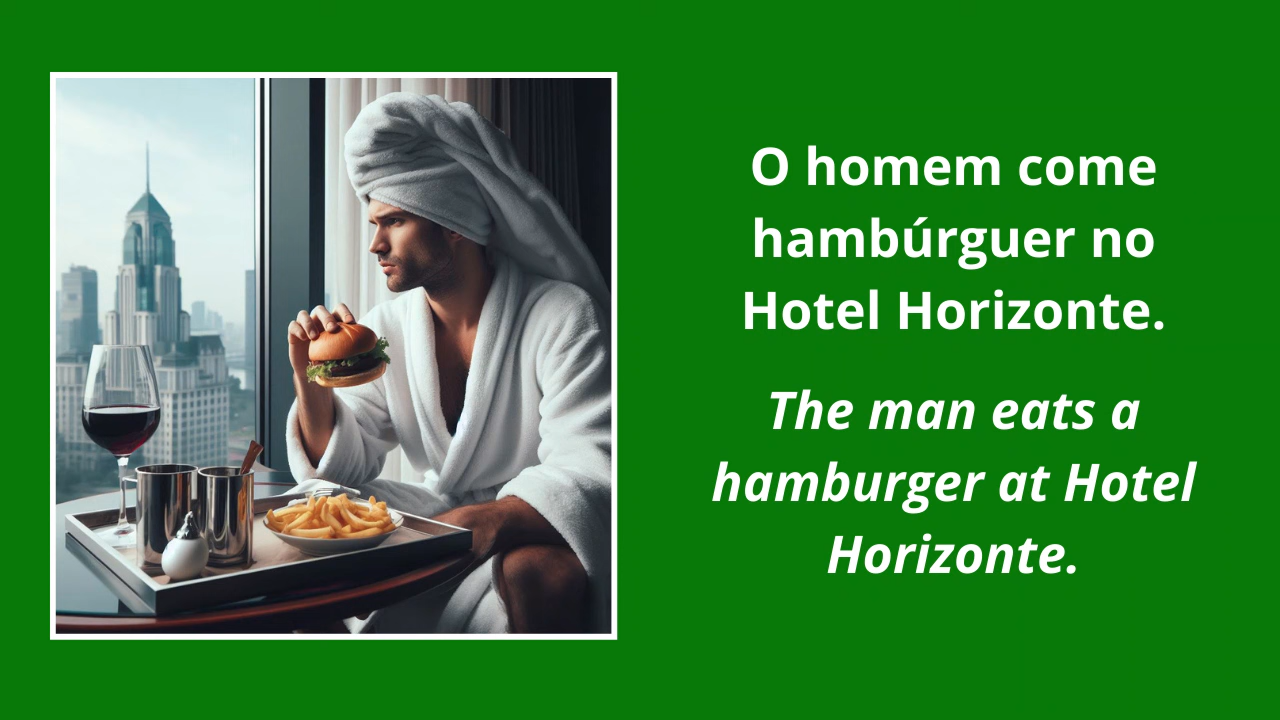 O homem come
hambúrguer no
Hotel Horizonte.
The man eats a
hamburger at Hotel
Horizonte.